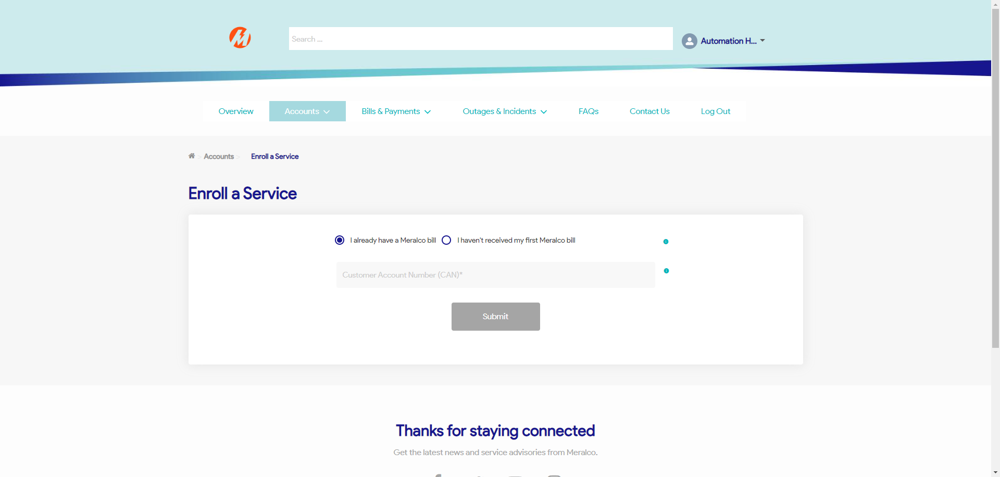 Search ...
Automation H...
Overview
Accounts
Bills & Payments
Outages & Incidents
FAQs
Contact Us
Log Out
> Accounts > Enroll a Service
Enroll a Service
I already have a Meralco bill
I haven't received my first Meralco bill
Customer Account Number (CAN)*
Submit
Thanks for staying connected
Get the latest news and service advisories from Meralco.